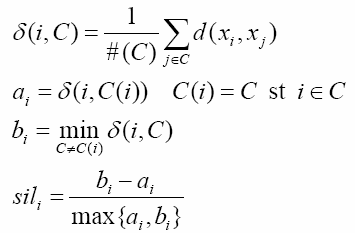 δ(i, C) = 1/#(C) ∑_{j∈C} d(x_i, x_j)
a_i = δ(i, C(i))    C(i) = C  st  i ∈ C
b_i = min_{C≠C(i)} δ(i, C)
sil_i = (b_i − a_i)/max{a_i, b_i}